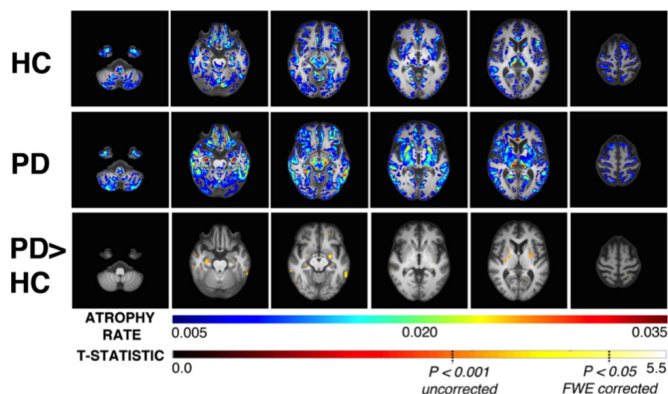 HC
PD
PD>
HC
ATROPHY
RATE
0.005 0.020 0.035
T-STATISTIC
0.0 P < 0.001 P < 0.05 5.5
uncorrected FWE corrected